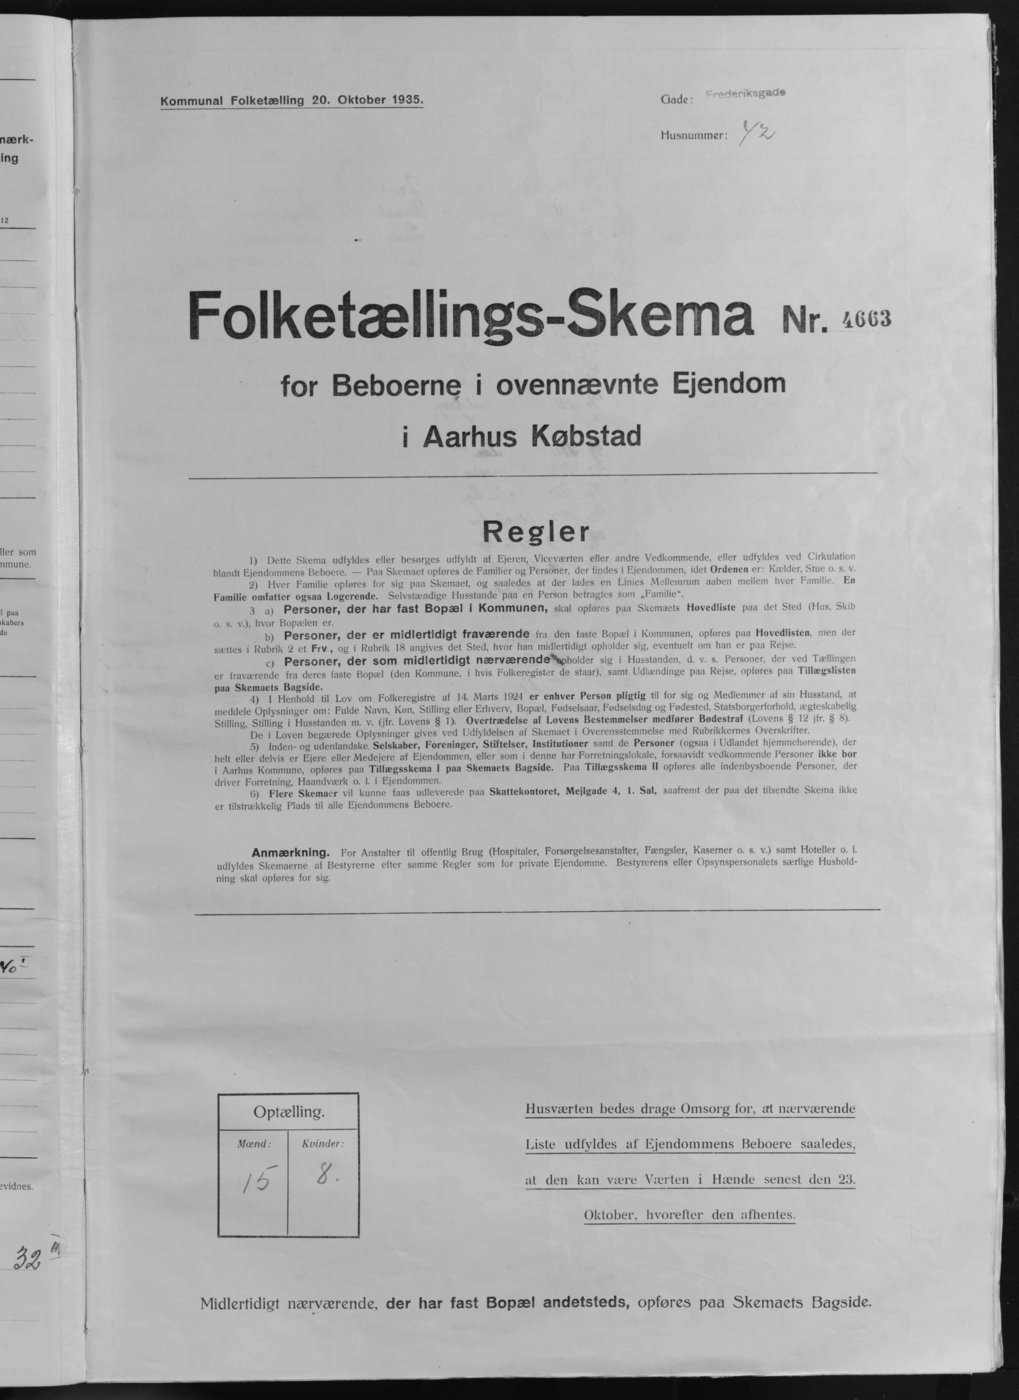 Kommunal Folketælling 20. Oktober 1935.
Gade: Frederiksgade
Husnummer: 42
Folketællings-Skema Nr. 4663
for Beboerne i ovennævnte Ejendom
i Aarhus Købstad
Regler
1) Dette Skema udfyldes eller besørges udfyldt af Ejeren, Viceværten eller andre Vedkommende, eller udfyldes ved Cirkulation
blandt Ejendommens Beboere. — Paa Skemaet opføres de Familier og Personer, der findes i Ejendommen, idet Ordenen er: Kælder, Stue o. s. v.
2) Hver Familie opføres for sig paa Skemaet, og saaledes at der lades en Linies Mellemrum aaben mellem hver Familie. En
Familie omfatter ogsaa Logerende. Selvstændige Husstande paa en Person betragtes som „Familie“.
3 a) Personer, der har fast Bopæl i Kommunen, skal opføres paa Skemaets Hovedliste paa det Sted (Hus, Skib
o. s. v.), hvor Bopælen er.
b) Personer, der er midlertidigt fraværende fra den faste Bopæl i Kommunen, opføres paa Hovedlisten, men der
sættes i Rubrik 2 et Frv., og i Rubrik 18 angives det Sted, hvor han midlertidigt opholder sig, eventuelt om han er paa Rejse.
c) Personer, der som midlertidigt nærværende opholder sig i Husstanden, d. v. s. Personer, der ved Tællingen
er fraværende fra deres faste Bopæl (den Kommune, i hvis Folkeregister de staar), samt Udlændinge paa Rejse, opføres paa Tillægslisten
paa Skemaets Bagside.
4) I Henhold til Lov om Folkeregistre af 14. Marts 1924 er enhver Person pligtig til for sig og Medlemmer af sin Husstand, at
meddele Oplysninger om: Fulde Navn, Køn, Stilling eller Erhverv, Bopæl, Fødselsaar, Fødselsdag og Fødested, Statsborgerforhold, ægteskabelig
Stilling, Stilling i Husstanden m. v. (jfr. Lovens § 1). Overtrædelse af Lovens Bestemmelser medfører Bødestraf (Lovens § 12 jfr. § 8).
De i Loven begærede Oplysninger gives ved Udfyldelsen af Skemaet i Overensstemmelse med Rubrikkernes Overskrifter.
5) Inden- og udenlandske Selskaber, Foreninger, Stiftelser, Institutioner samt de Personer (ogsaa i Udlandet hjemmehørende), der
helt eller delvis er Ejere eller Medejere af Ejendommen, eller som i denne har Forretningslokale, forsaavidt vedkommende Personer ikke bor
i Aarhus Kommune, opføres paa Tillægsskema I paa Skemaets Bagside. Paa Tillægsskema II opføres alle indenbysboende Personer, der
driver Forretning, Haandværk o. l. i Ejendommen.
6) Flere Skemaer vil kunne faas udleverede paa Skattekontoret, Mejlgade 4, 1. Sal, saafremt der paa det tilsendte Skema ikke
er tilstrækkelig Plads til alle Ejendommens Beboere.
Anmærkning. For Anstalter til offentlig Brug (Hospitaler, Forsørgelsesanstalter, Fængsler, Kaserner o. s. v.) samt Hoteller o. l.
udfyldes Skemaerne af Bestyrerne efter samme Regler som for private Ejendomme. Bestyrerens eller Opsynspersonalets særlige Hushold-
ning skal opføres for sig.
Optælling.
Mænd: Kvinder:
15 8.
Husværten bedes drage Omsorg for, at nærværende
Liste udfyldes af Ejendommens Beboere saaledes,
at den kan være Værten i Hænde senest den 23.
Oktober, hvorefter den afhentes.
Midlertidigt nærværende, der har fast Bopæl andetsteds, opføres paa Skemaets Bagside.